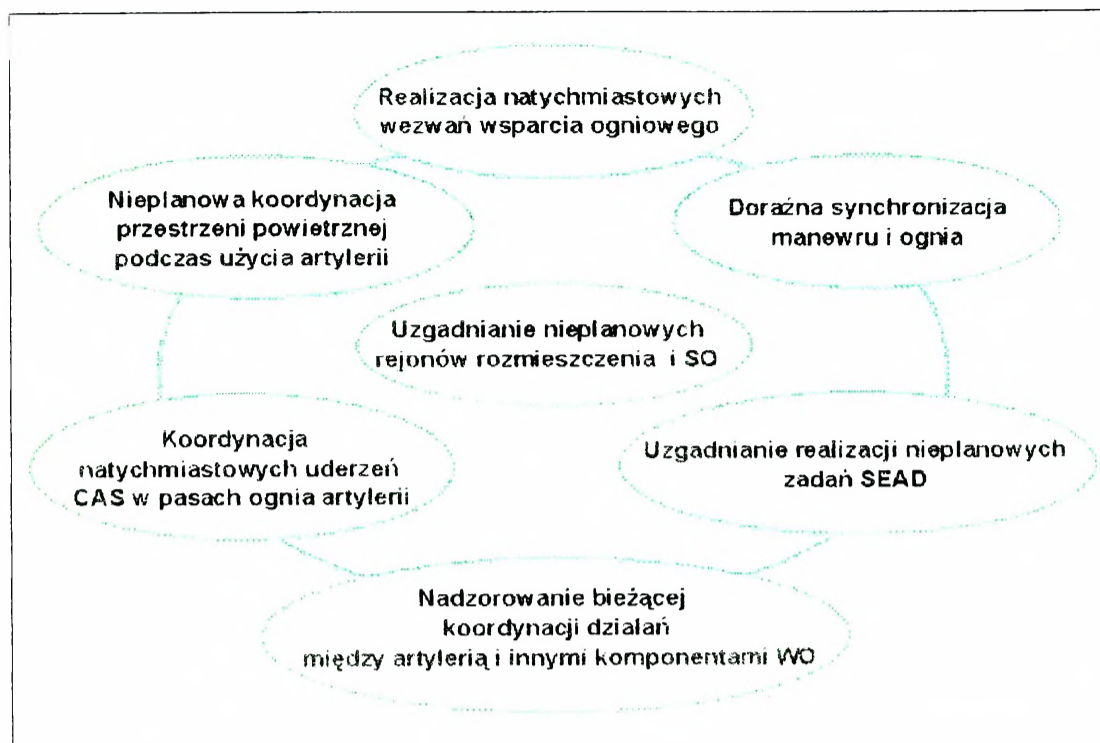 Realizacja natychmiastowych
wezwań wsparcia ogniowego
Nieplanowa koordynacja
przestrzeni powietrznej
podczas użycia artylerii
Doraźna synchronizacja
manewru i ognia
Uzgadnianie nieplanowych
rejonów rozmieszczenia i SO
Koordynacja
natychmiastowych uderzeń
CAS w pasach ognia artylerii
Uzgadnianie realizacji nieplanowych
zadań SEAD
Nadzorowanie bieżącej
koordynacji działań
między artylerią i innymi komponentami WO